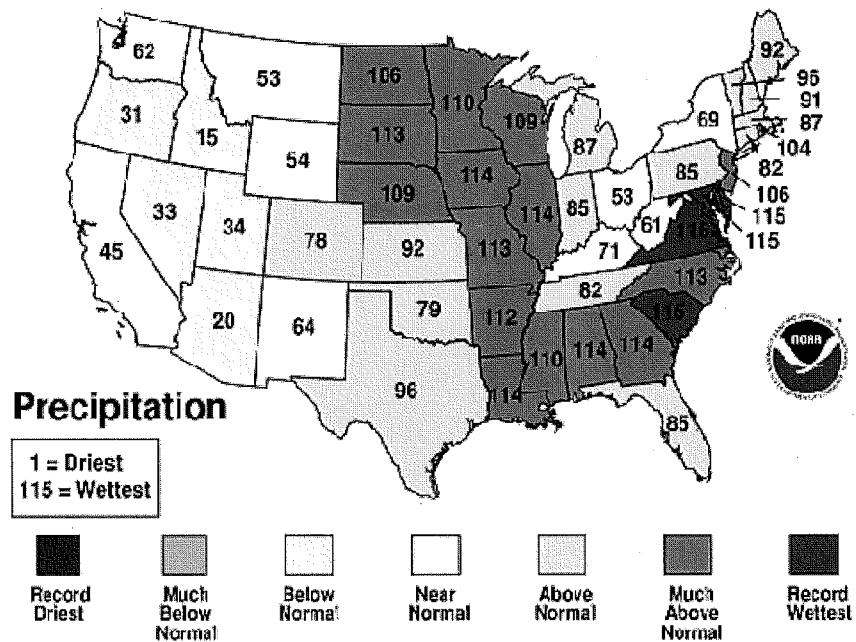 62
53
31
15
54
33
34
45
78
20
64
106
113
109
92
79
96
110
109
114
114
113
112
110
114
114
114
87
85
53
61
71
82
113
85
85
69
92
96
91
87
104
82
106
115
115
NOAA
Precipitation
1 = Driest
115 = Wettest
Record
Driest
Much
Below
Normal
Below
Normal
Near
Normal
Above
Normal
Much
Above
Normal
Record
Wettest